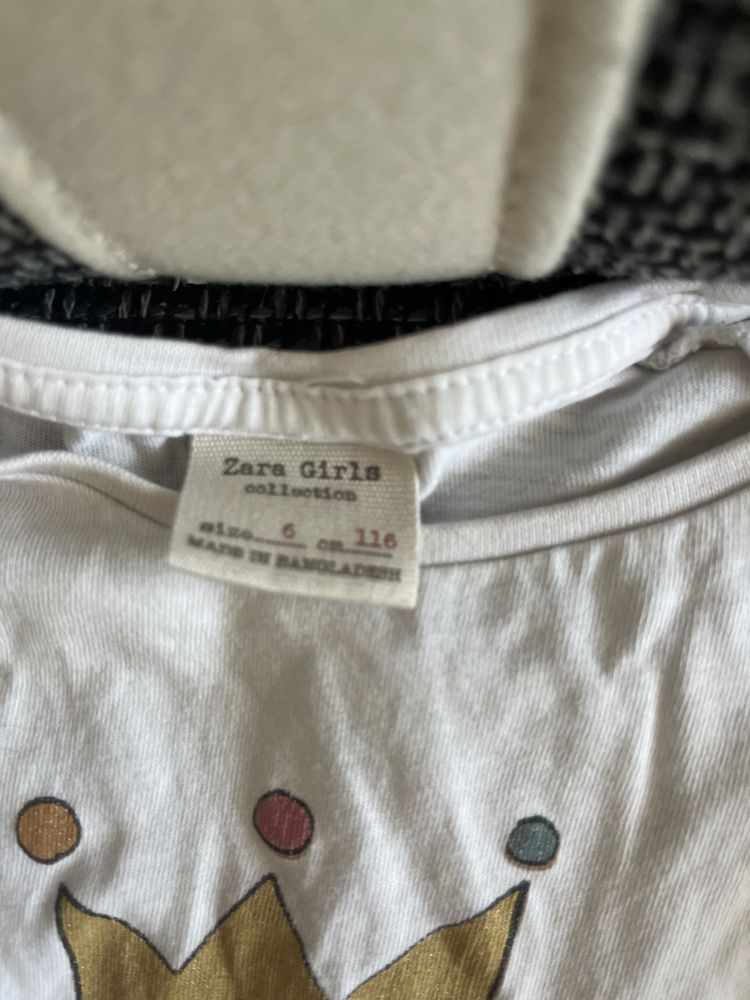 Zara Girls
collection
size 6 cm 116
MADE IN BANGLADESH